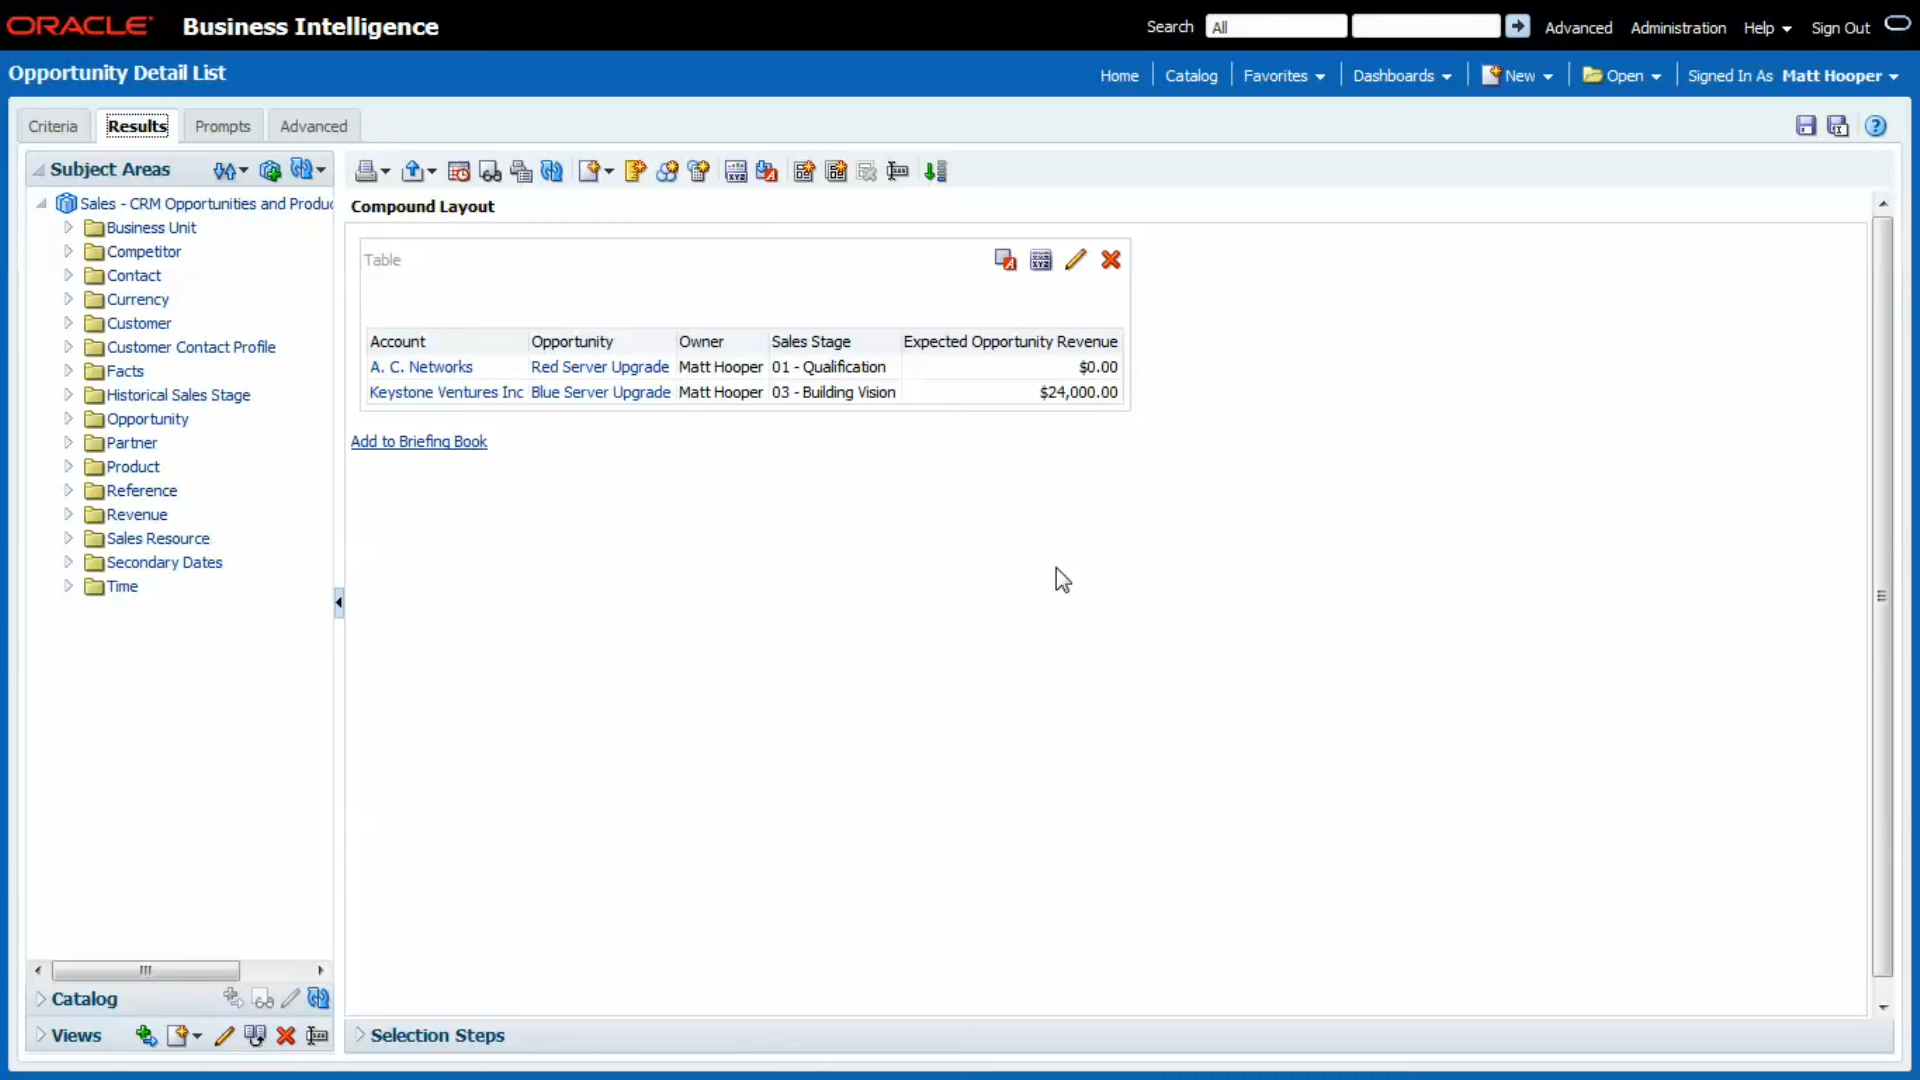 ORACLE Business Intelligence Search All Advanced Administration Help Sign Out
Opportunity Detail List Home Catalog Favorites Dashboards New Open Signed In As Matt Hooper
Criteria Results Prompts Advanced
Subject Areas
Sales - CRM Opportunities and Produc
Business Unit
Competitor
Contact
Currency
Customer
Customer Contact Profile
Facts
Historical Sales Stage
Opportunity
Partner
Product
Reference
Revenue
Sales Resource
Secondary Dates
Time
Catalog
Views
Compound Layout
Table
Account Opportunity Owner Sales Stage Expected Opportunity Revenue
A. C. Networks Red Server Upgrade Matt Hooper 01 - Qualification $0.00
Keystone Ventures Inc Blue Server Upgrade Matt Hooper 03 - Building Vision $24,000.00
Add to Briefing Book
Selection Steps